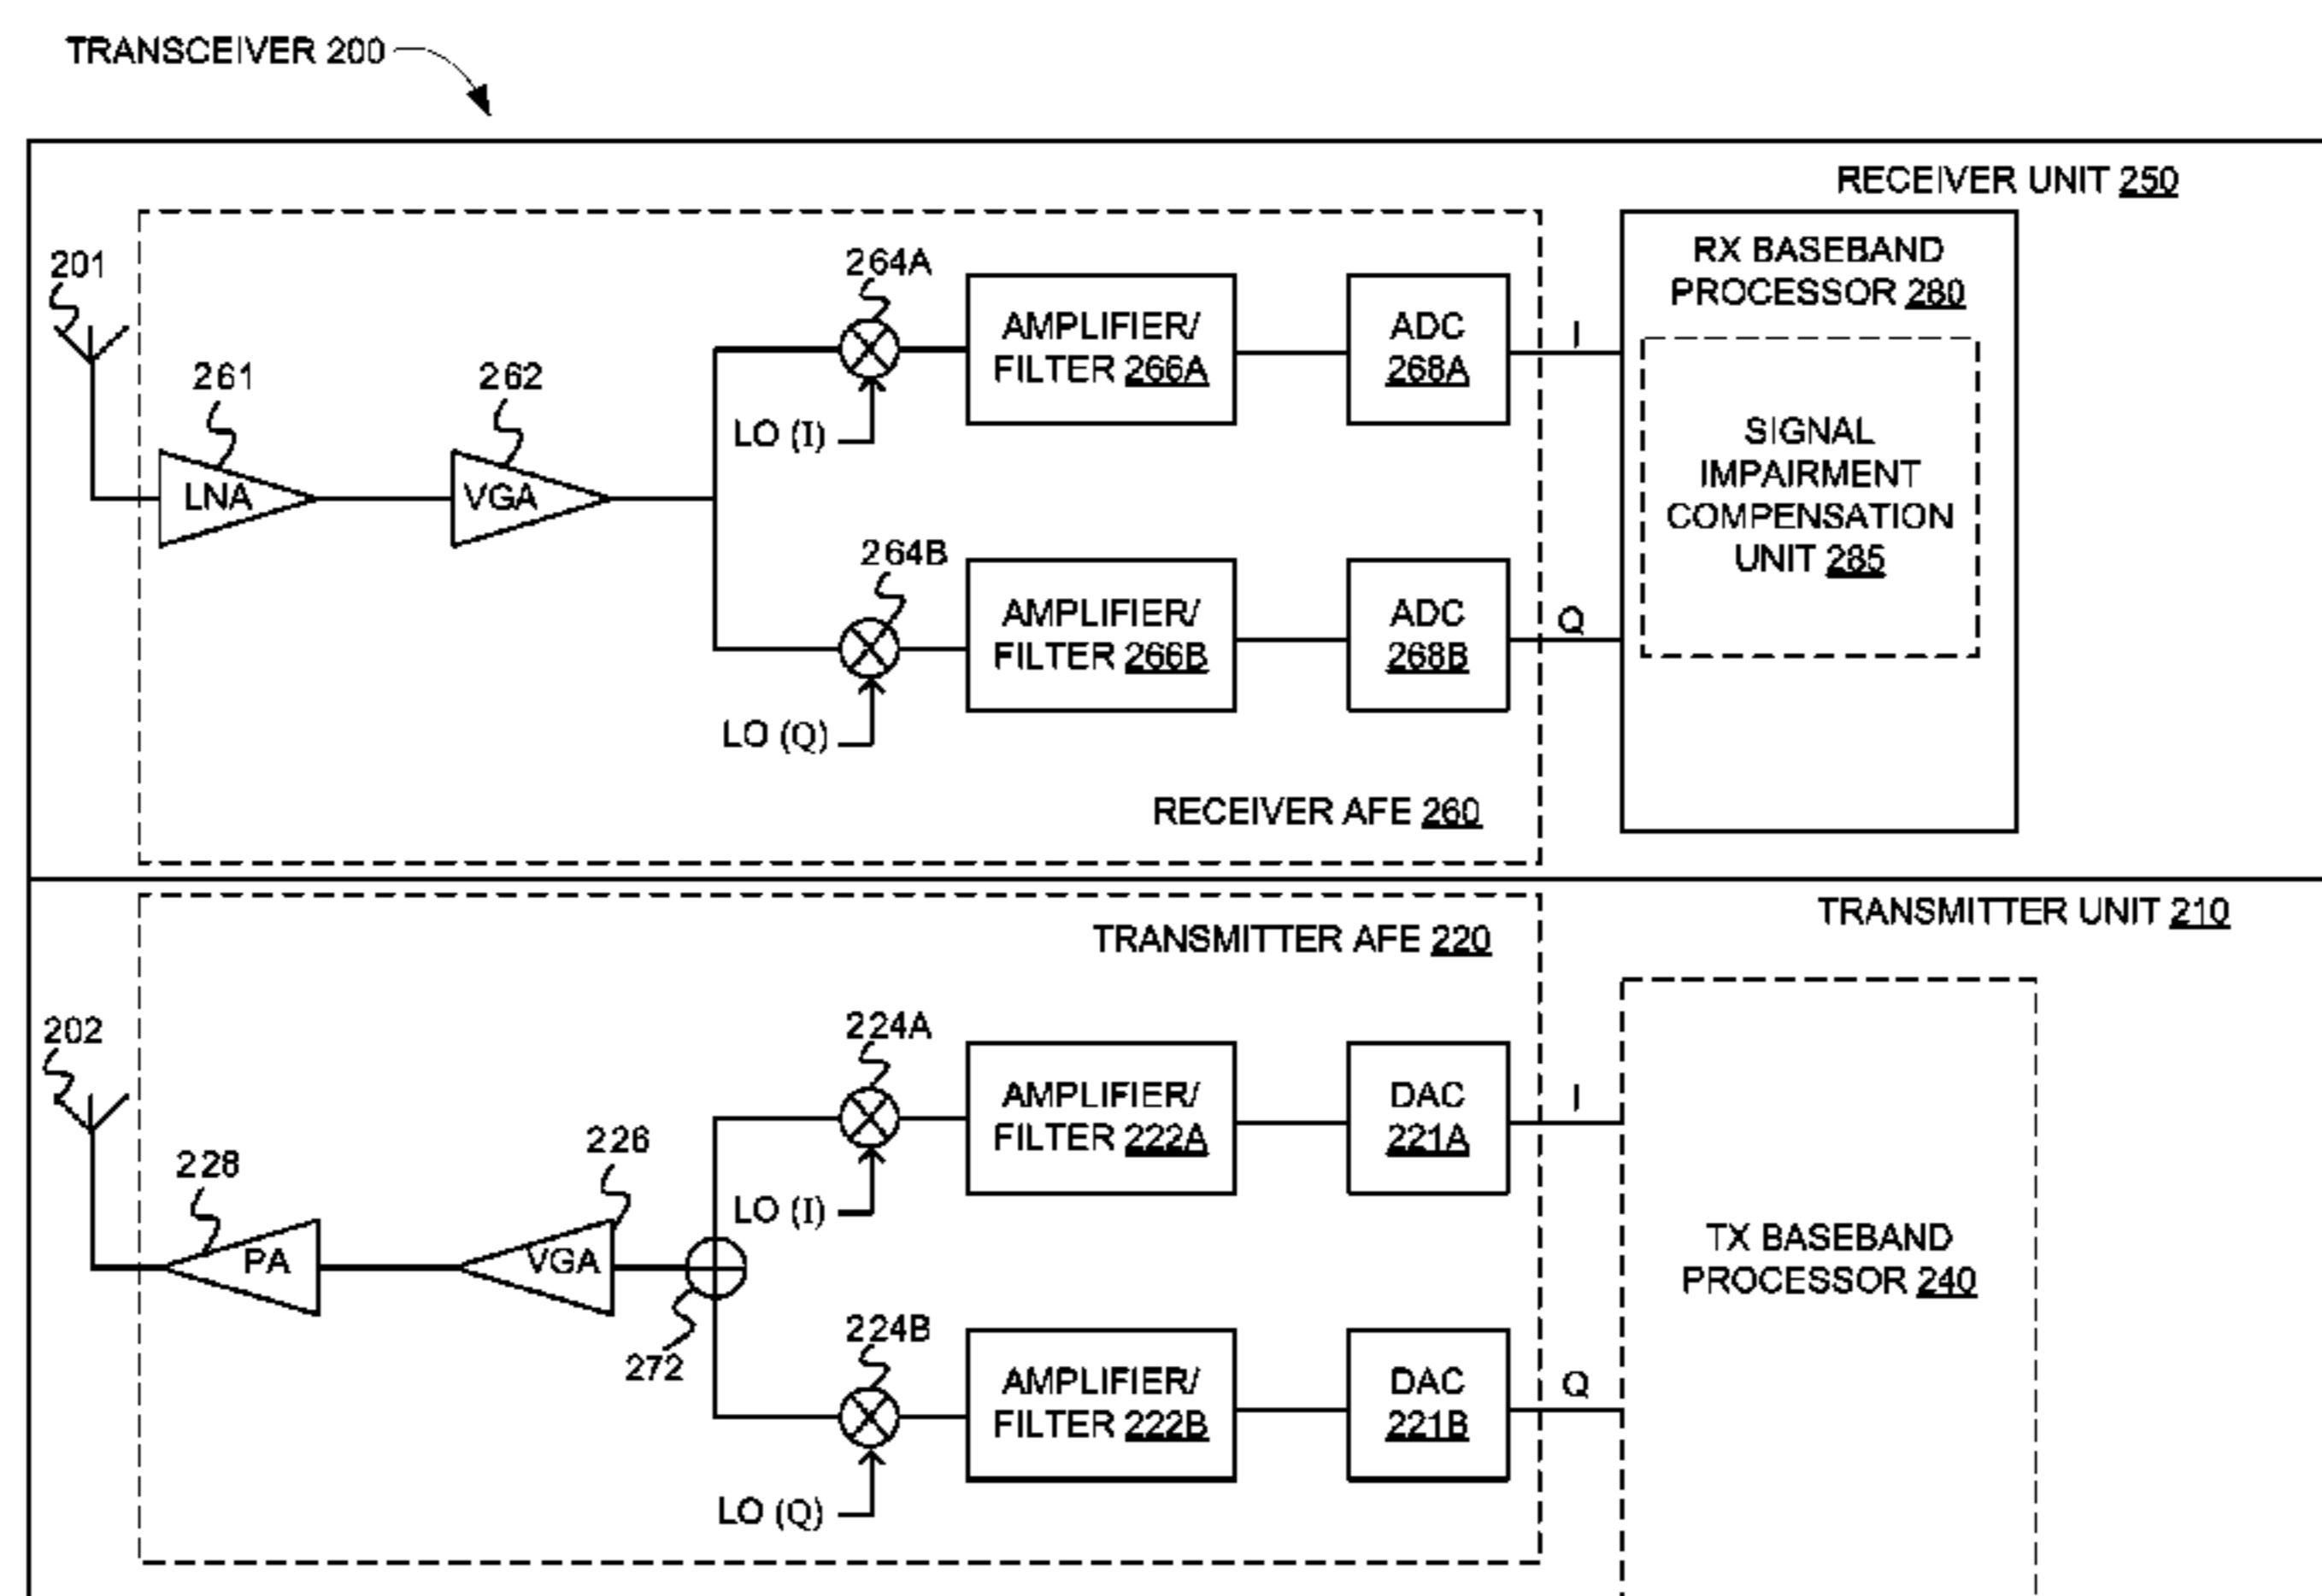 TRANSCEIVER 200
RECEIVER UNIT 250
201
261
LNA
262
VGA
264A
LO (I)
AMPLIFIER/
FILTER 266A
ADC
268A
I
264B
LO (Q)
AMPLIFIER/
FILTER 266B
ADC
268B
Q
RX BASEBAND
PROCESSOR 280
SIGNAL
IMPAIRMENT
COMPENSATION
UNIT 285
RECEIVER AFE 260
TRANSMITTER UNIT 210
TRANSMITTER AFE 220
202
228
PA
226
VGA
272
224A
LO (I)
AMPLIFIER/
FILTER 222A
DAC
221A
I
224B
LO (Q)
AMPLIFIER/
FILTER 222B
DAC
221B
Q
TX BASEBAND
PROCESSOR 240